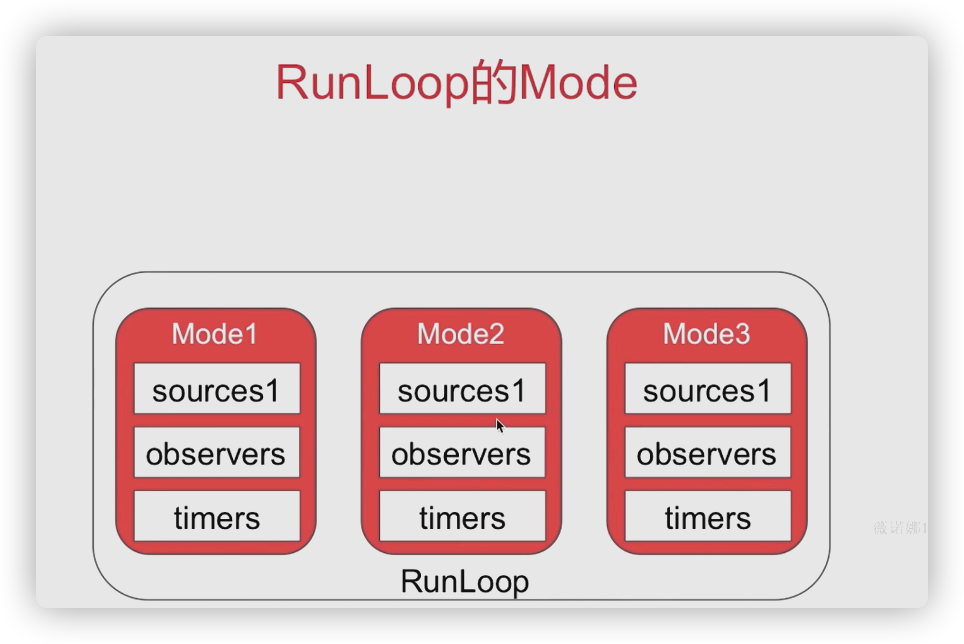 RunLoop的Mode
Mode1
sources1
observers
timers
Mode2
sources1
observers
timers
Mode3
sources1
observers
timers
RunLoop